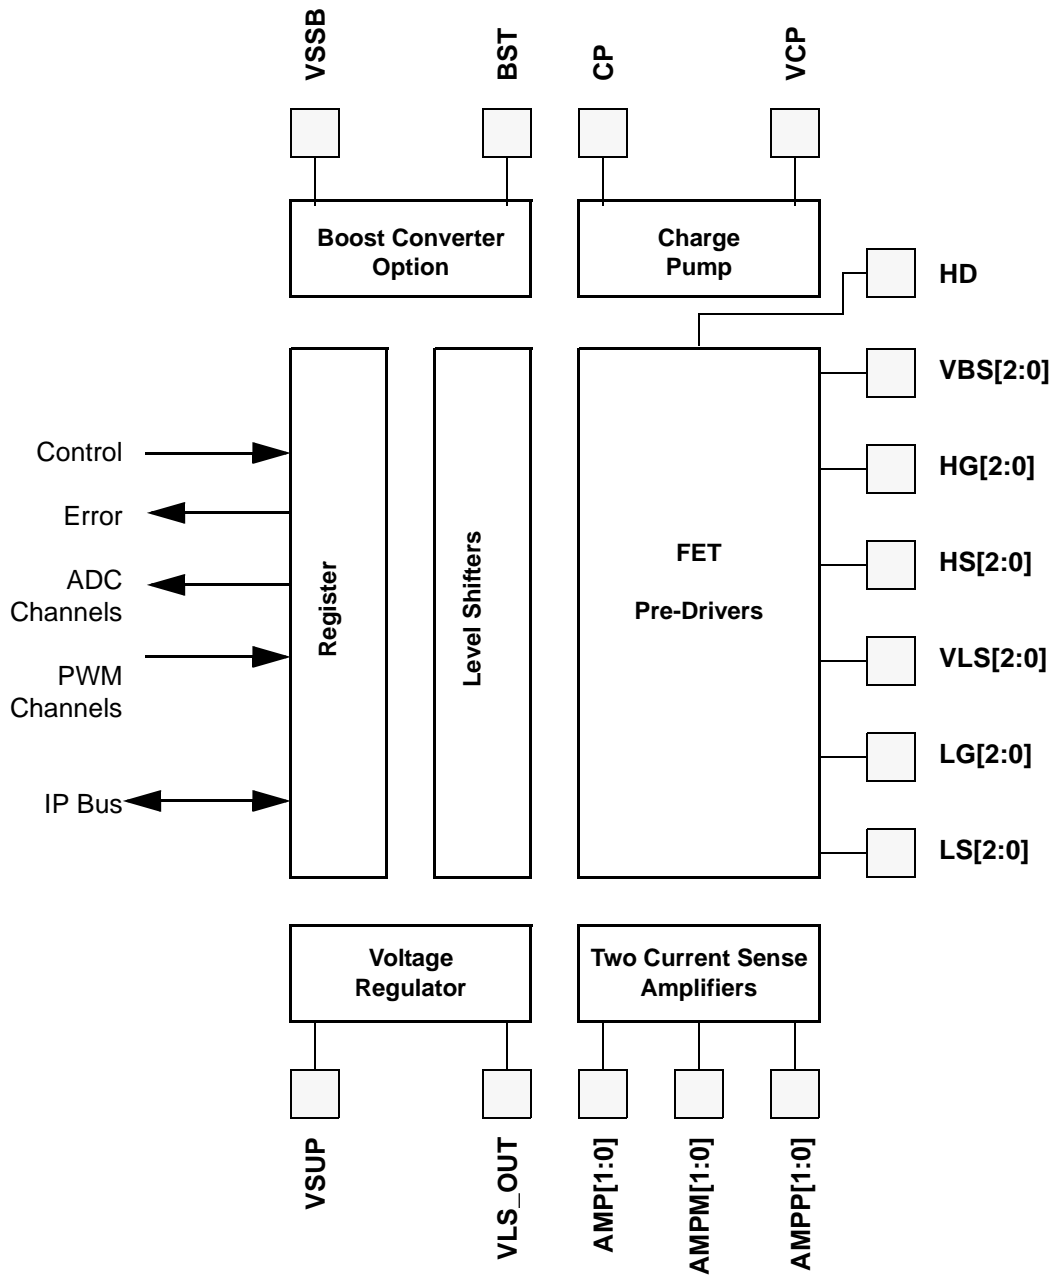 VSSB
BST
CP
VCP
Boost Converter
Option
Charge
Pump
HD
VBS[2:0]
HG[2:0]
HS[2:0]
VLS[2:0]
LG[2:0]
LS[2:0]
Control
Error
ADC
Channels
PWM
Channels
IP Bus
Register
Level Shifters
FET
Pre-Drivers
Voltage
Regulator
Two Current Sense
Amplifiers
VSUP
VLS_OUT
AMP[1:0]
AMPM[1:0]
AMPP[1:0]